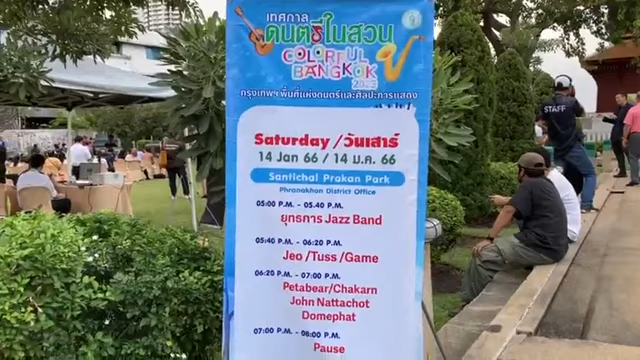 เทศกาล
ดนตรีในสวน
COLORFUL
BANGKOK
2023
กรุงเทพฯ พื้นที่แห่งดนตรีและศิลปะการแสดง
Saturday /วันเสาร์
14 Jan 66 / 14 ม.ค. 66
Santichai Prakan Park
Phranakhon District Office
05:00 P.M. - 05.40 P.M.
ยุทธการ Jazz Band
05:40 P.M. - 06:20 P.M.
Jeo /Tuss /Game
06:20 P.M. - 07:00 P.M.
Petabear/Chakarn
John Nattachot
Domephat
07:00 P.M. - 08:00 P.M.
Pause
STAFF